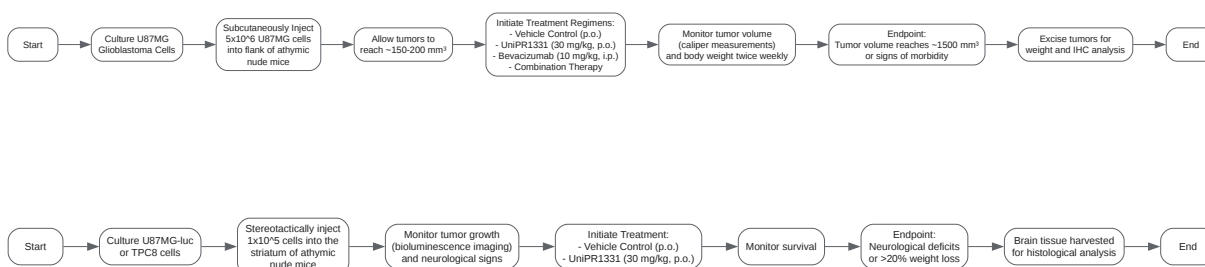 Start
Culture U87MG
Glioblastoma Cells
Subcutaneously Inject
5x10^6 U87MG cells
into flank of athymic
nude mice
Allow tumors to
reach ~150-200 mm³
Initiate Treatment Regimens:
- Vehicle Control (p.o.)
- UniPR1331 (30 mg/kg, p.o.)
- Bevacizumab (10 mg/kg, i.p.)
- Combination Therapy
Monitor tumor volume
(caliper measurements)
and body weight twice weekly
Endpoint:
Tumor volume reaches ~1500 mm³
or signs of morbidity
Excise tumors for
weight and IHC analysis
End
Start
Culture U87MG-luc
or TPC8 cells
Stereotactically inject
1x10^5 cells into the
striatum of athymic
nude mice
Monitor tumor growth
(bioluminescence imaging)
and neurological signs
Initiate Treatment:
- Vehicle Control (p.o.)
- UniPR1331 (30 mg/kg, p.o.)
Monitor survival
Endpoint:
Neurological deficits
or >20% weight loss
Brain tissue harvested
for histological analysis
End